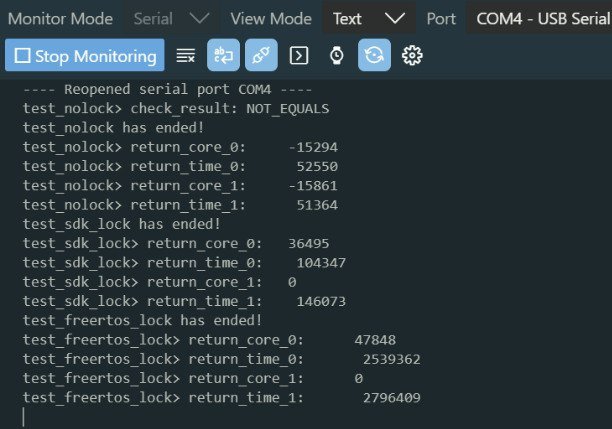 Monitor Mode Serial View Mode Text Port COM4 - USB Serial
Stop Monitoring
---- Reopened serial port COM4 ----
test_nolock> check_result: NOT_EQUALS
test_nolock has ended!
test_nolock> return_core_0: -15294
test_nolock> return_time_0: 52550
test_nolock> return_core_1: -15861
test_nolock> return_time_1: 51364
test_sdk_lock has ended!
test_sdk_lock> return_core_0: 36495
test_sdk_lock> return_time_0: 104347
test_sdk_lock> return_core_1: 0
test_sdk_lock> return_time_1: 146073
test_freertos_lock has ended!
test_freertos_lock> return_core_0: 47848
test_freertos_lock> return_time_0: 2539362
test_freertos_lock> return_core_1: 0
test_freertos_lock> return_time_1: 2796409